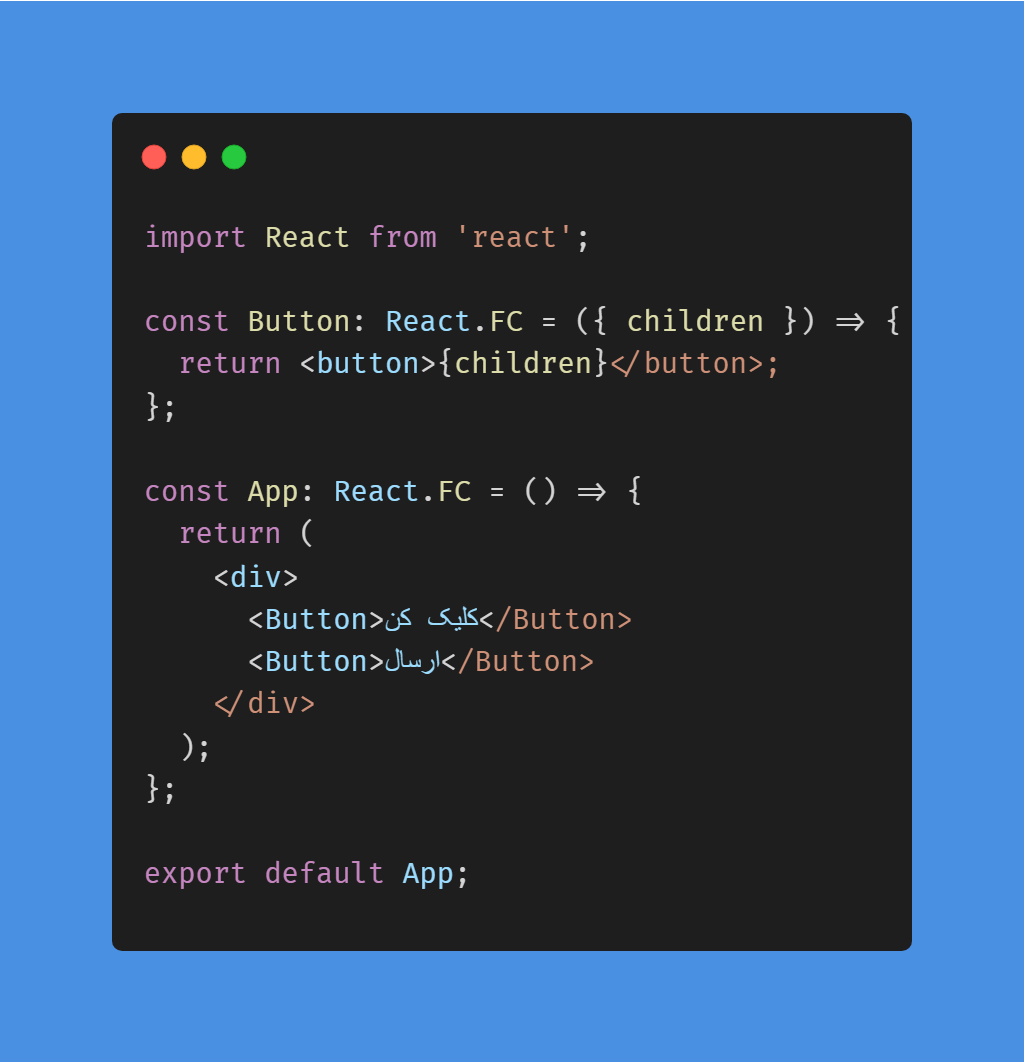 import React from 'react';
const Button: React.FC = ({ children }) => {
  return <button>{children}</button>;
};
const App: React.FC = () => {
  return (
    <div>
      <Button>کلیک کن</Button>
      <Button>ارسال</Button>
    </div>
  );
};
export default App;